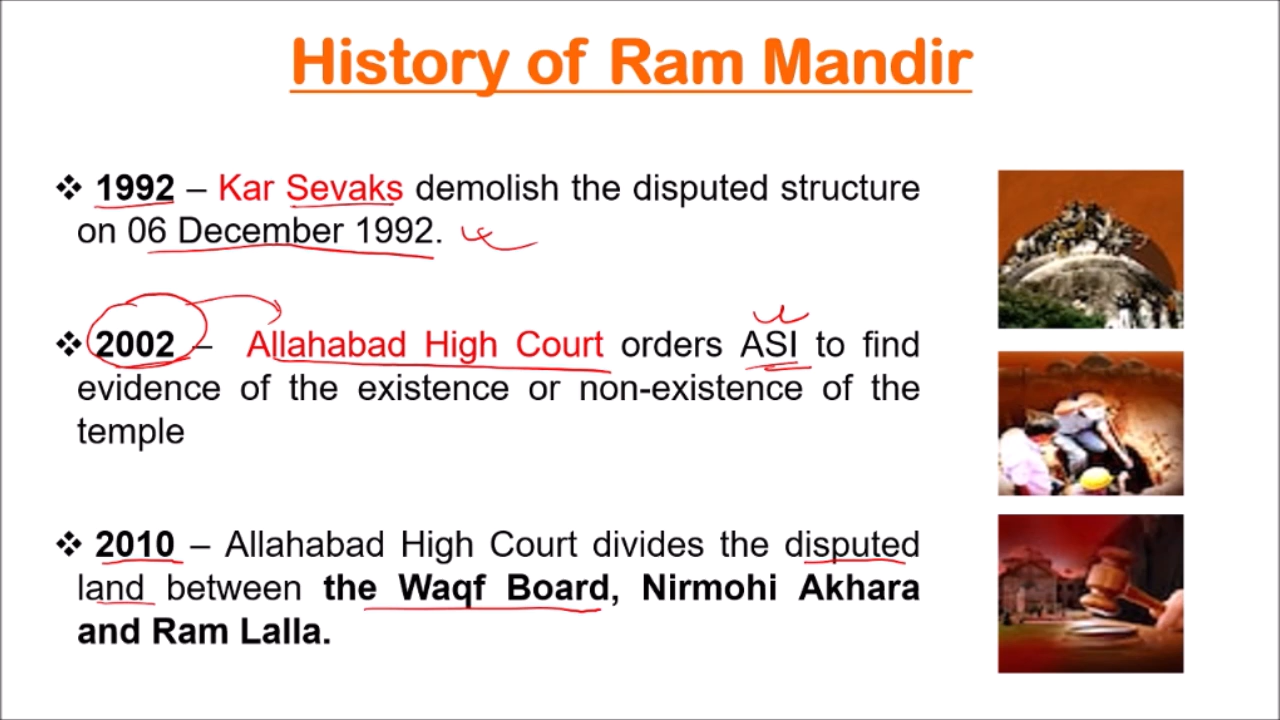 History of Ram Mandir
❖ 1992 – Kar Sevaks demolish the disputed structure
on 06 December 1992.
❖ 2002 – Allahabad High Court orders ASI to find
evidence of the existence or non-existence of the
temple
❖ 2010 – Allahabad High Court divides the disputed
land between the Waqf Board, Nirmohi Akhara
and Ram Lalla.